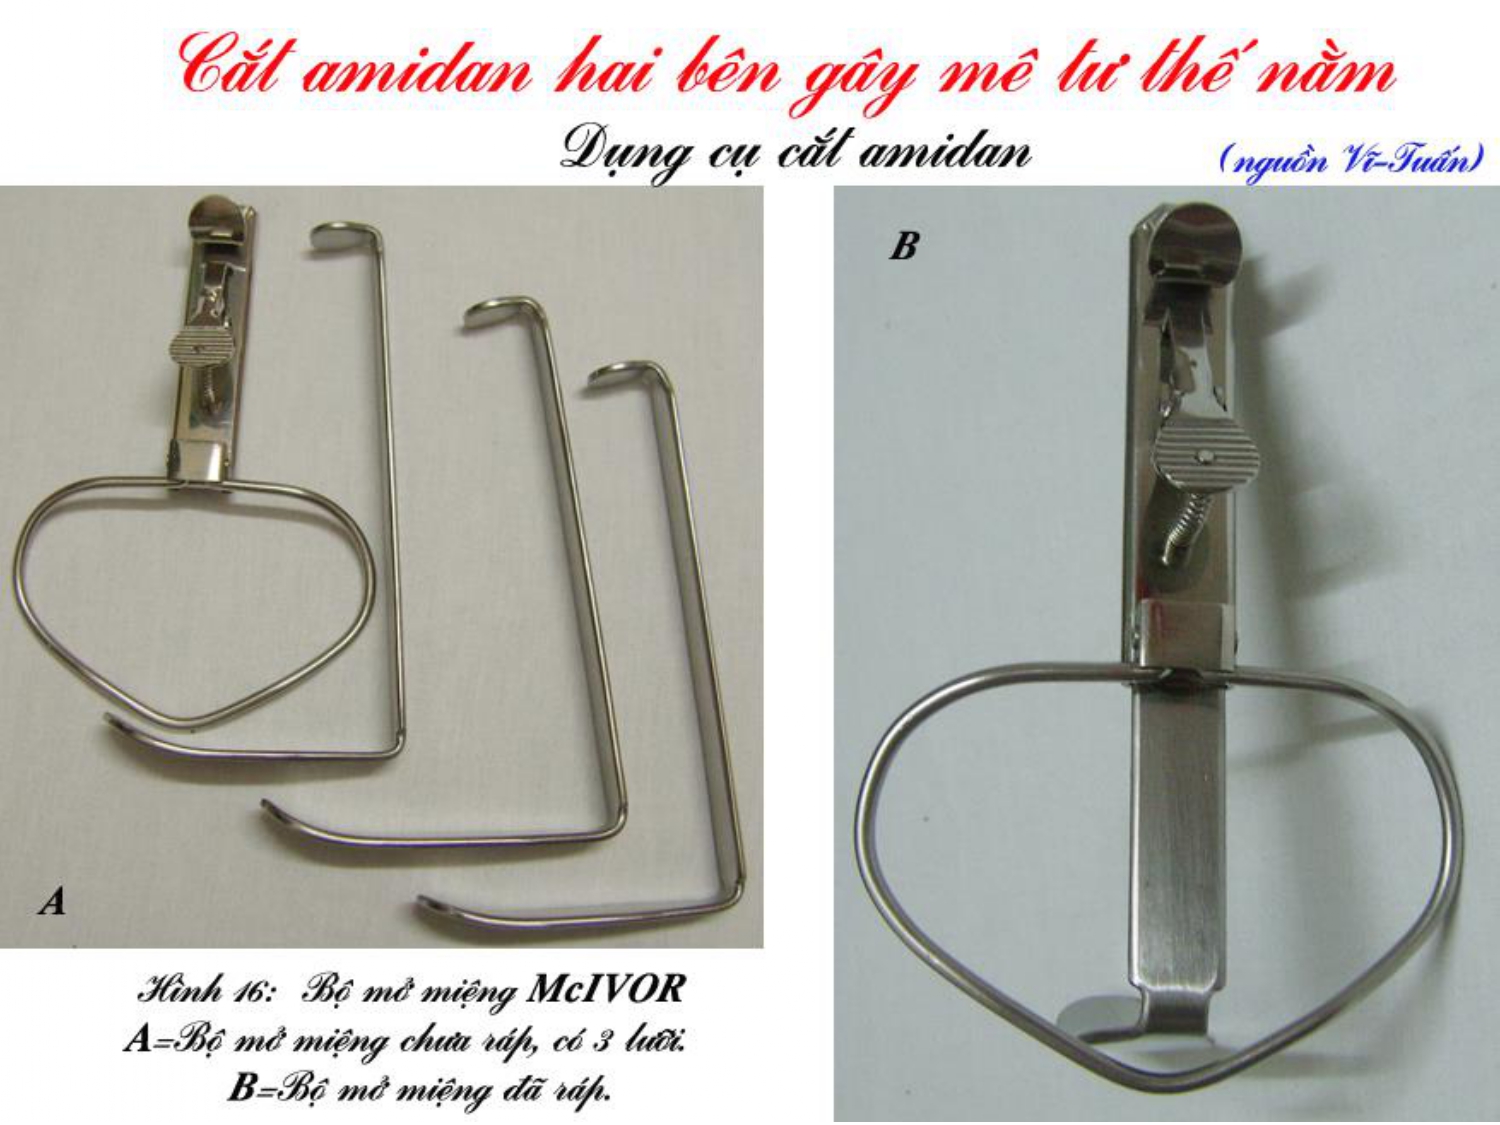 Cắt amidan hai bên gây mê tư thế nằm
Dụng cụ cắt amidan
(nguồn Vĩ-Tuấn)
B
A
Hình 16: Bộ mở miệng McIVOR
A=Bộ mở miệng chưa ráp, có 3 lưỡi.
B=Bộ mở miệng đã ráp.